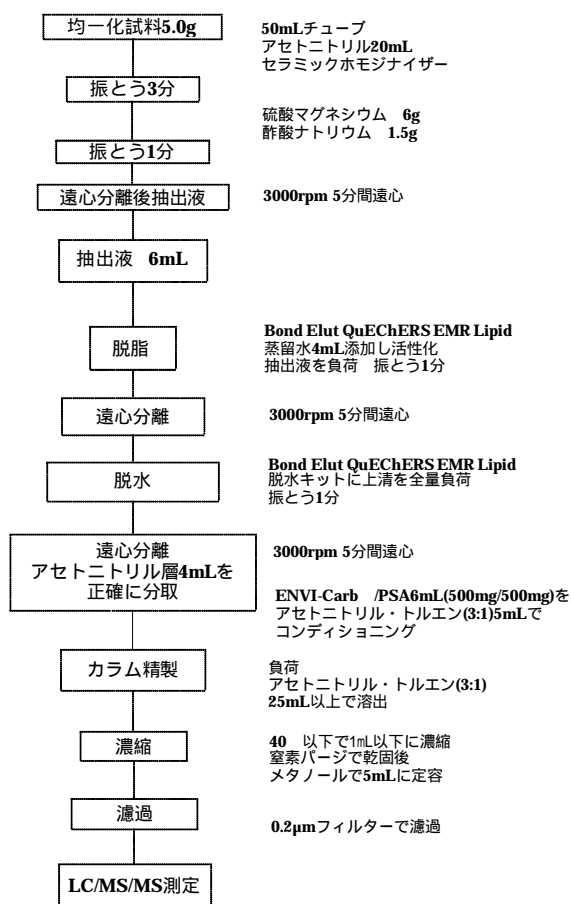 均一化試料5.0g
50mLチューブ
アセトニトリル20mL
セラミックホモジナイザー
振とう3分
硫酸マグネシウム 6g
酢酸ナトリウム 1.5g
振とう1分
遠心分離後抽出液
3000rpm 5分間遠心
抽出液 6mL
脱脂
Bond Elut QuEChERS EMR Lipid
蒸留水4mL添加し活性化
抽出液を負荷 振とう1分
遠心分離
3000rpm 5分間遠心
脱水
Bond Elut QuEChERS EMR Lipid
脱水キットに上清を全量負荷
振とう1分
遠心分離
アセトニトリル層4mLを
正確に分取
3000rpm 5分間遠心
ENVI-Carb /PSA6mL(500mg/500mg)を
アセトニトリル・トルエン(3:1)5mLで
コンディショニング
カラム精製
負荷
アセトニトリル・トルエン(3:1)
25mL以上で溶出
濃縮
40 以下で1mL以下に濃縮
窒素パージで乾固後
メタノールで5mLに定容
濾過
0.2μmフィルターで濾過
LC/MS/MS測定